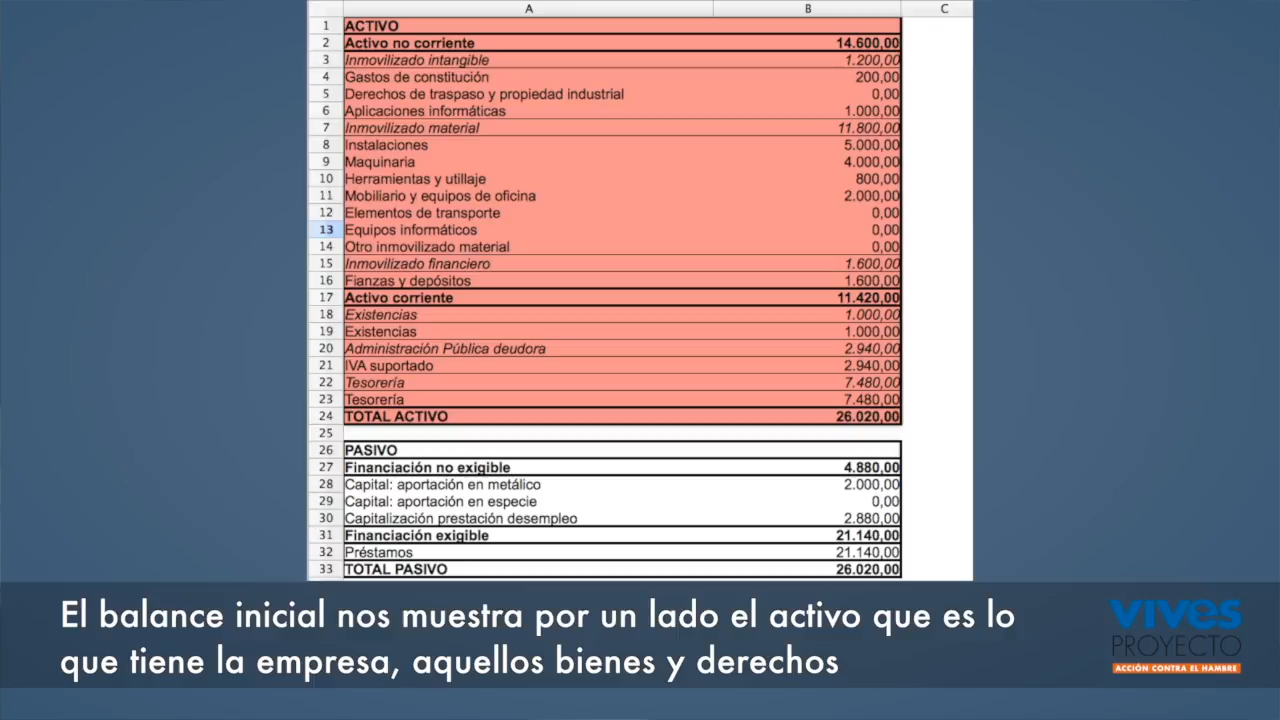 A B C
1 ACTIVO
2 Activo no corriente 14.600,00
3 Inmovilizado intangible 1.200,00
4 Gastos de constitución 200,00
5 Derechos de traspaso y propiedad industrial 0,00
6 Aplicaciones informáticas 1.000,00
7 Inmovilizado material 11.800,00
8 Instalaciones 5.000,00
9 Maquinaria 4.000,00
10 Herramientas y utillaje 800,00
11 Mobiliario y equipos de oficina 2.000,00
12 Elementos de transporte 0,00
13 Equipos informáticos 0,00
14 Otro inmovilizado material 0,00
15 Inmovilizado financiero 1.600,00
16 Fianzas y depósitos 1.600,00
17 Activo corriente 11.420,00
18 Existencias 1.000,00
19 Existencias 1.000,00
20 Administración Pública deudora 2.940,00
21 IVA suportado 2.940,00
22 Tesorería 7.480,00
23 Tesorería 7.480,00
24 TOTAL ACTIVO 26.020,00
25
26 PASIVO
27 Financiación no exigible 4.880,00
28 Capital: aportación en metálico 2.000,00
29 Capital: aportación en especie 0,00
30 Capitalización prestación desempleo 2.880,00
31 Financiación exigible 21.140,00
32 Préstamos 21.140,00
33 TOTAL PASIVO 26.020,00
El balance inicial nos muestra por un lado el activo que es lo
que tiene la empresa, aquellos bienes y derechos
vives
PROYECTO
ACCIÓN CONTRA EL HAMBRE